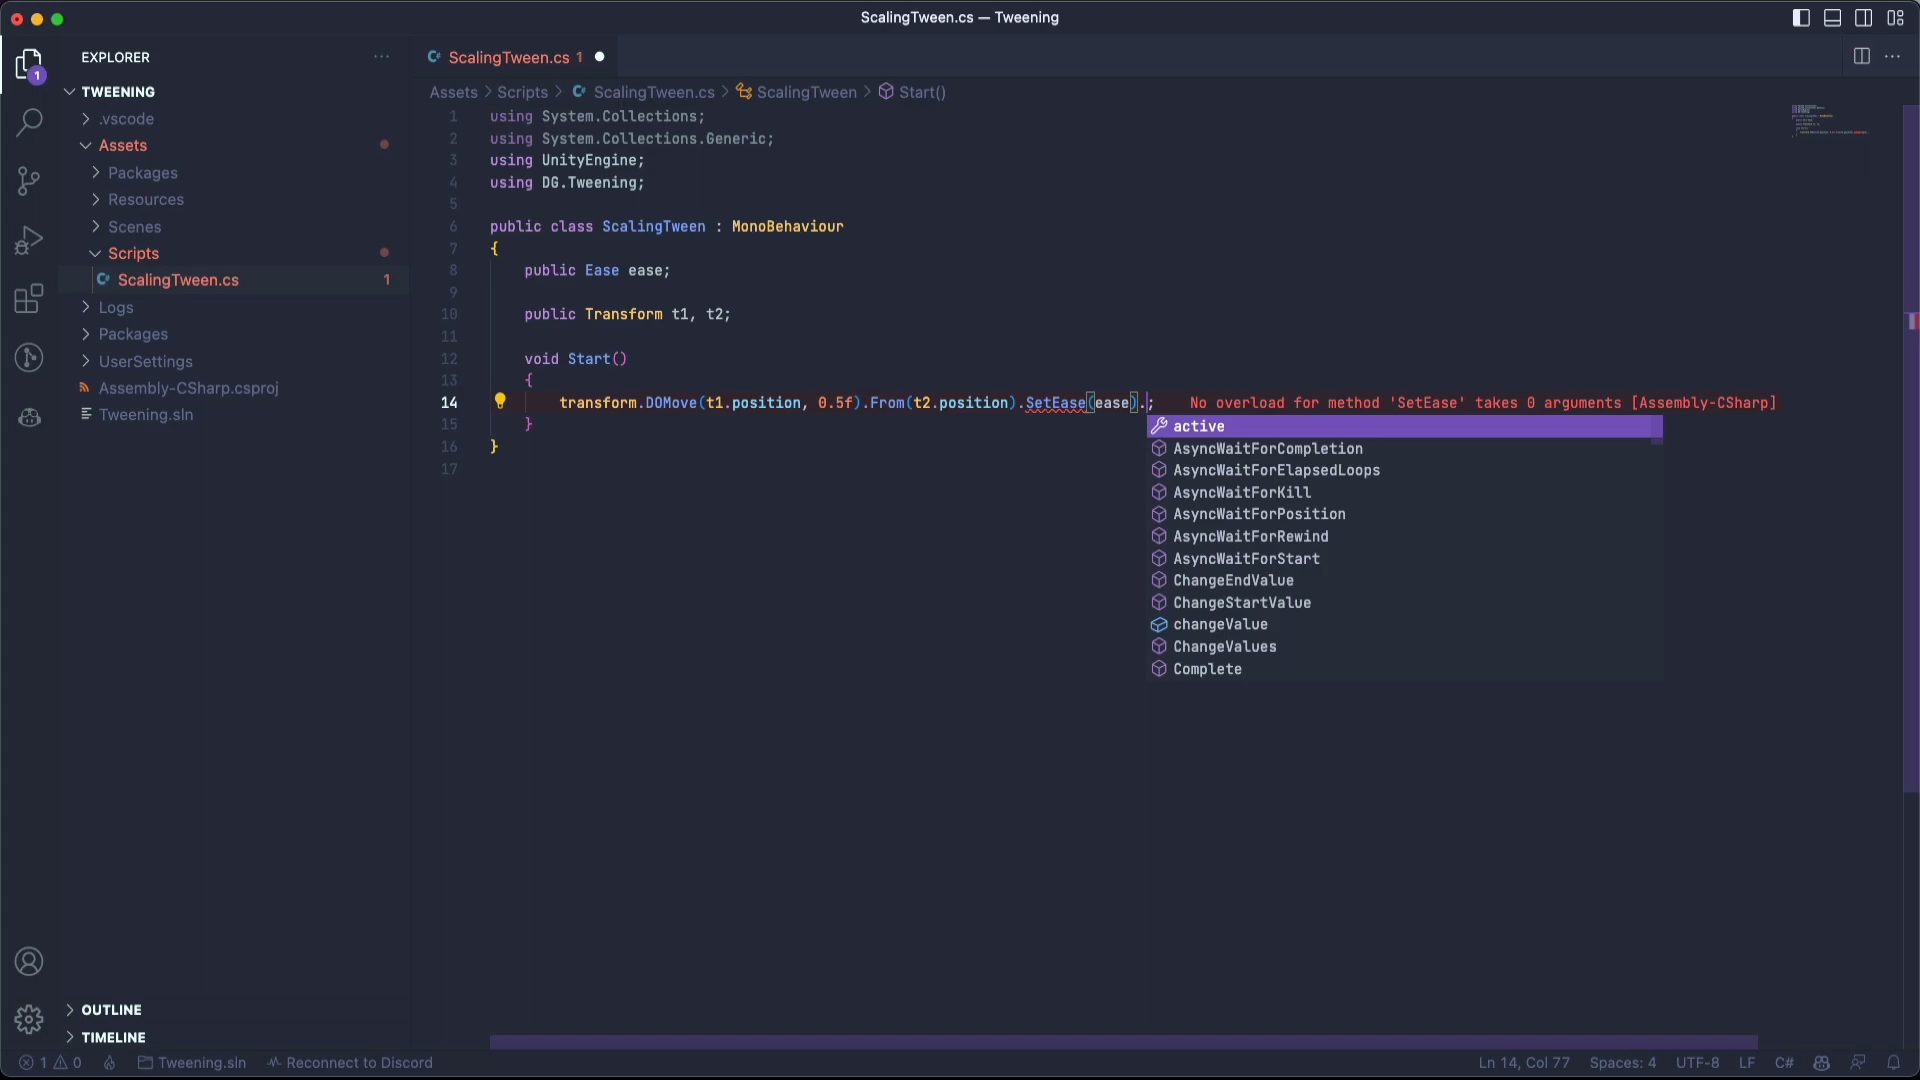 ScalingTween.cs — Tweening
EXPLORER
ScalingTween.cs 1
1
TWEENING
Assets > Scripts > ScalingTween.cs > ScalingTween > Start()
.vscode
Assets
Packages
Resources
Scenes
Scripts
ScalingTween.cs 1
Logs
Packages
UserSettings
Assembly-CSharp.csproj
Tweening.sln
1 using System.Collections;
2 using System.Collections.Generic;
3 using UnityEngine;
4 using DG.Tweening;
5
6 public class ScalingTween : MonoBehaviour
7 {
8 public Ease ease;
9
10 public Transform t1, t2;
11
12 void Start()
13 {
14 transform.DOMove(t1.position, 0.5f).From(t2.position).SetEase(ease).; No overload for method 'SetEase' takes 0 arguments [Assembly-CSharp]
15 }
16 }
17
active
AsyncWaitForCompletion
AsyncWaitForElapsedLoops
AsyncWaitForKill
AsyncWaitForPosition
AsyncWaitForRewind
AsyncWaitForStart
ChangeEndValue
ChangeStartValue
changeValue
ChangeValues
Complete
OUTLINE
TIMELINE
1 0 Tweening.sln Reconnect to Discord Ln 14, Col 77 Spaces: 4 UTF-8 LF C#